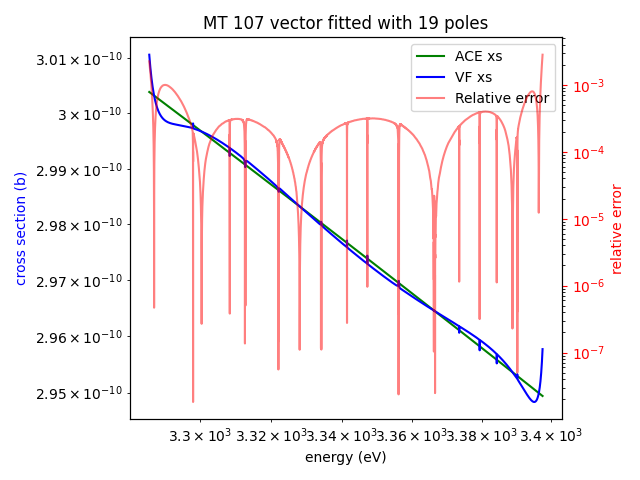 MT 107 vector fitted with 19 poles
ACE xs
VF xs
Relative error
3.01 × 10⁻¹⁰
3 × 10⁻¹⁰
2.99 × 10⁻¹⁰
2.98 × 10⁻¹⁰
2.97 × 10⁻¹⁰
2.96 × 10⁻¹⁰
2.95 × 10⁻¹⁰
cross section (b)
10⁻³
10⁻⁴
10⁻⁵
10⁻⁶
10⁻⁷
relative error
3.3 × 10³ 3.32 × 10³ 3.34 × 10³ 3.36 × 10³ 3.38 × 10³ 3.4 × 10³
energy (eV)